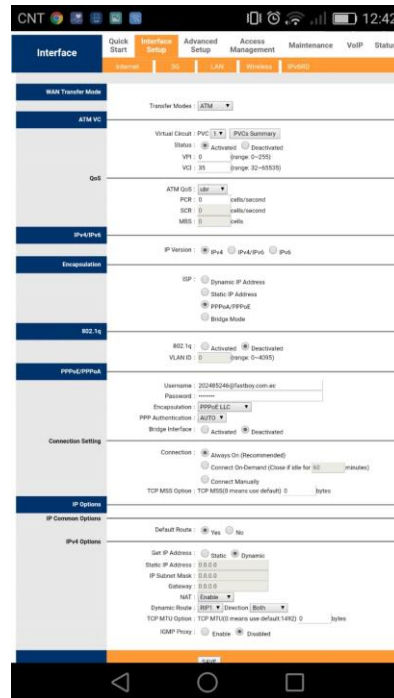 CNT 12:42
Interface
Quick Start
Interface Setup
Advanced Setup
Access Management
Maintenance
VoIP
Status
Internet 3G LAN Wireless IPv6RD
WAN Transfer Mode
Transfer Modes : ATM
ATM VC
Virtual Circuit : PVC 1 PVCs Summary
Status : Activated Deactivated
VPI : 0 (range: 0~255)
VCI : 35 (range: 32~65535)
QoS
ATM QoS : ubr
PCR : 0 cells/second
SCR : 0 cells/second
MBS : 0 cells
IPv4/IPv6
IP Version : IPv4 IPv4/IPv6 IPv6
Encapsulation
ISP : Dynamic IP Address
Static IP Address
PPPoA/PPPoE
Bridge Mode
802.1q
802.1q : Activated Deactivated
VLAN ID : 0 (range: 0~4095)
PPPoE/PPPoA
Username : 202485246@fastboy.com.ec
Password : ••••••••
Encapsulation : PPPoE LLC
PPP Authentication : AUTO
Bridge Interface : Activated Deactivated
Connection Setting
Connection : Always On (Recommended)
Connect On-Demand (Close if idle for 60 minutes)
Connect Manually
TCP MSS Option : TCP MSS(0 means use default) 0 bytes
IP Options
IP Common Options
Default Route : Yes No
IPv4 Options
Get IP Address : Static Dynamic
Static IP Address : 0.0.0.0
IP Subnet Mask : 0.0.0.0
Gateway : 0.0.0.0
NAT : Enable
Dynamic Route : RIP1 Direction Both
TCP MTU Option : TCP MTU(0 means use default:1492) 0 bytes
IGMP Proxy : Enable Disabled
SAVE